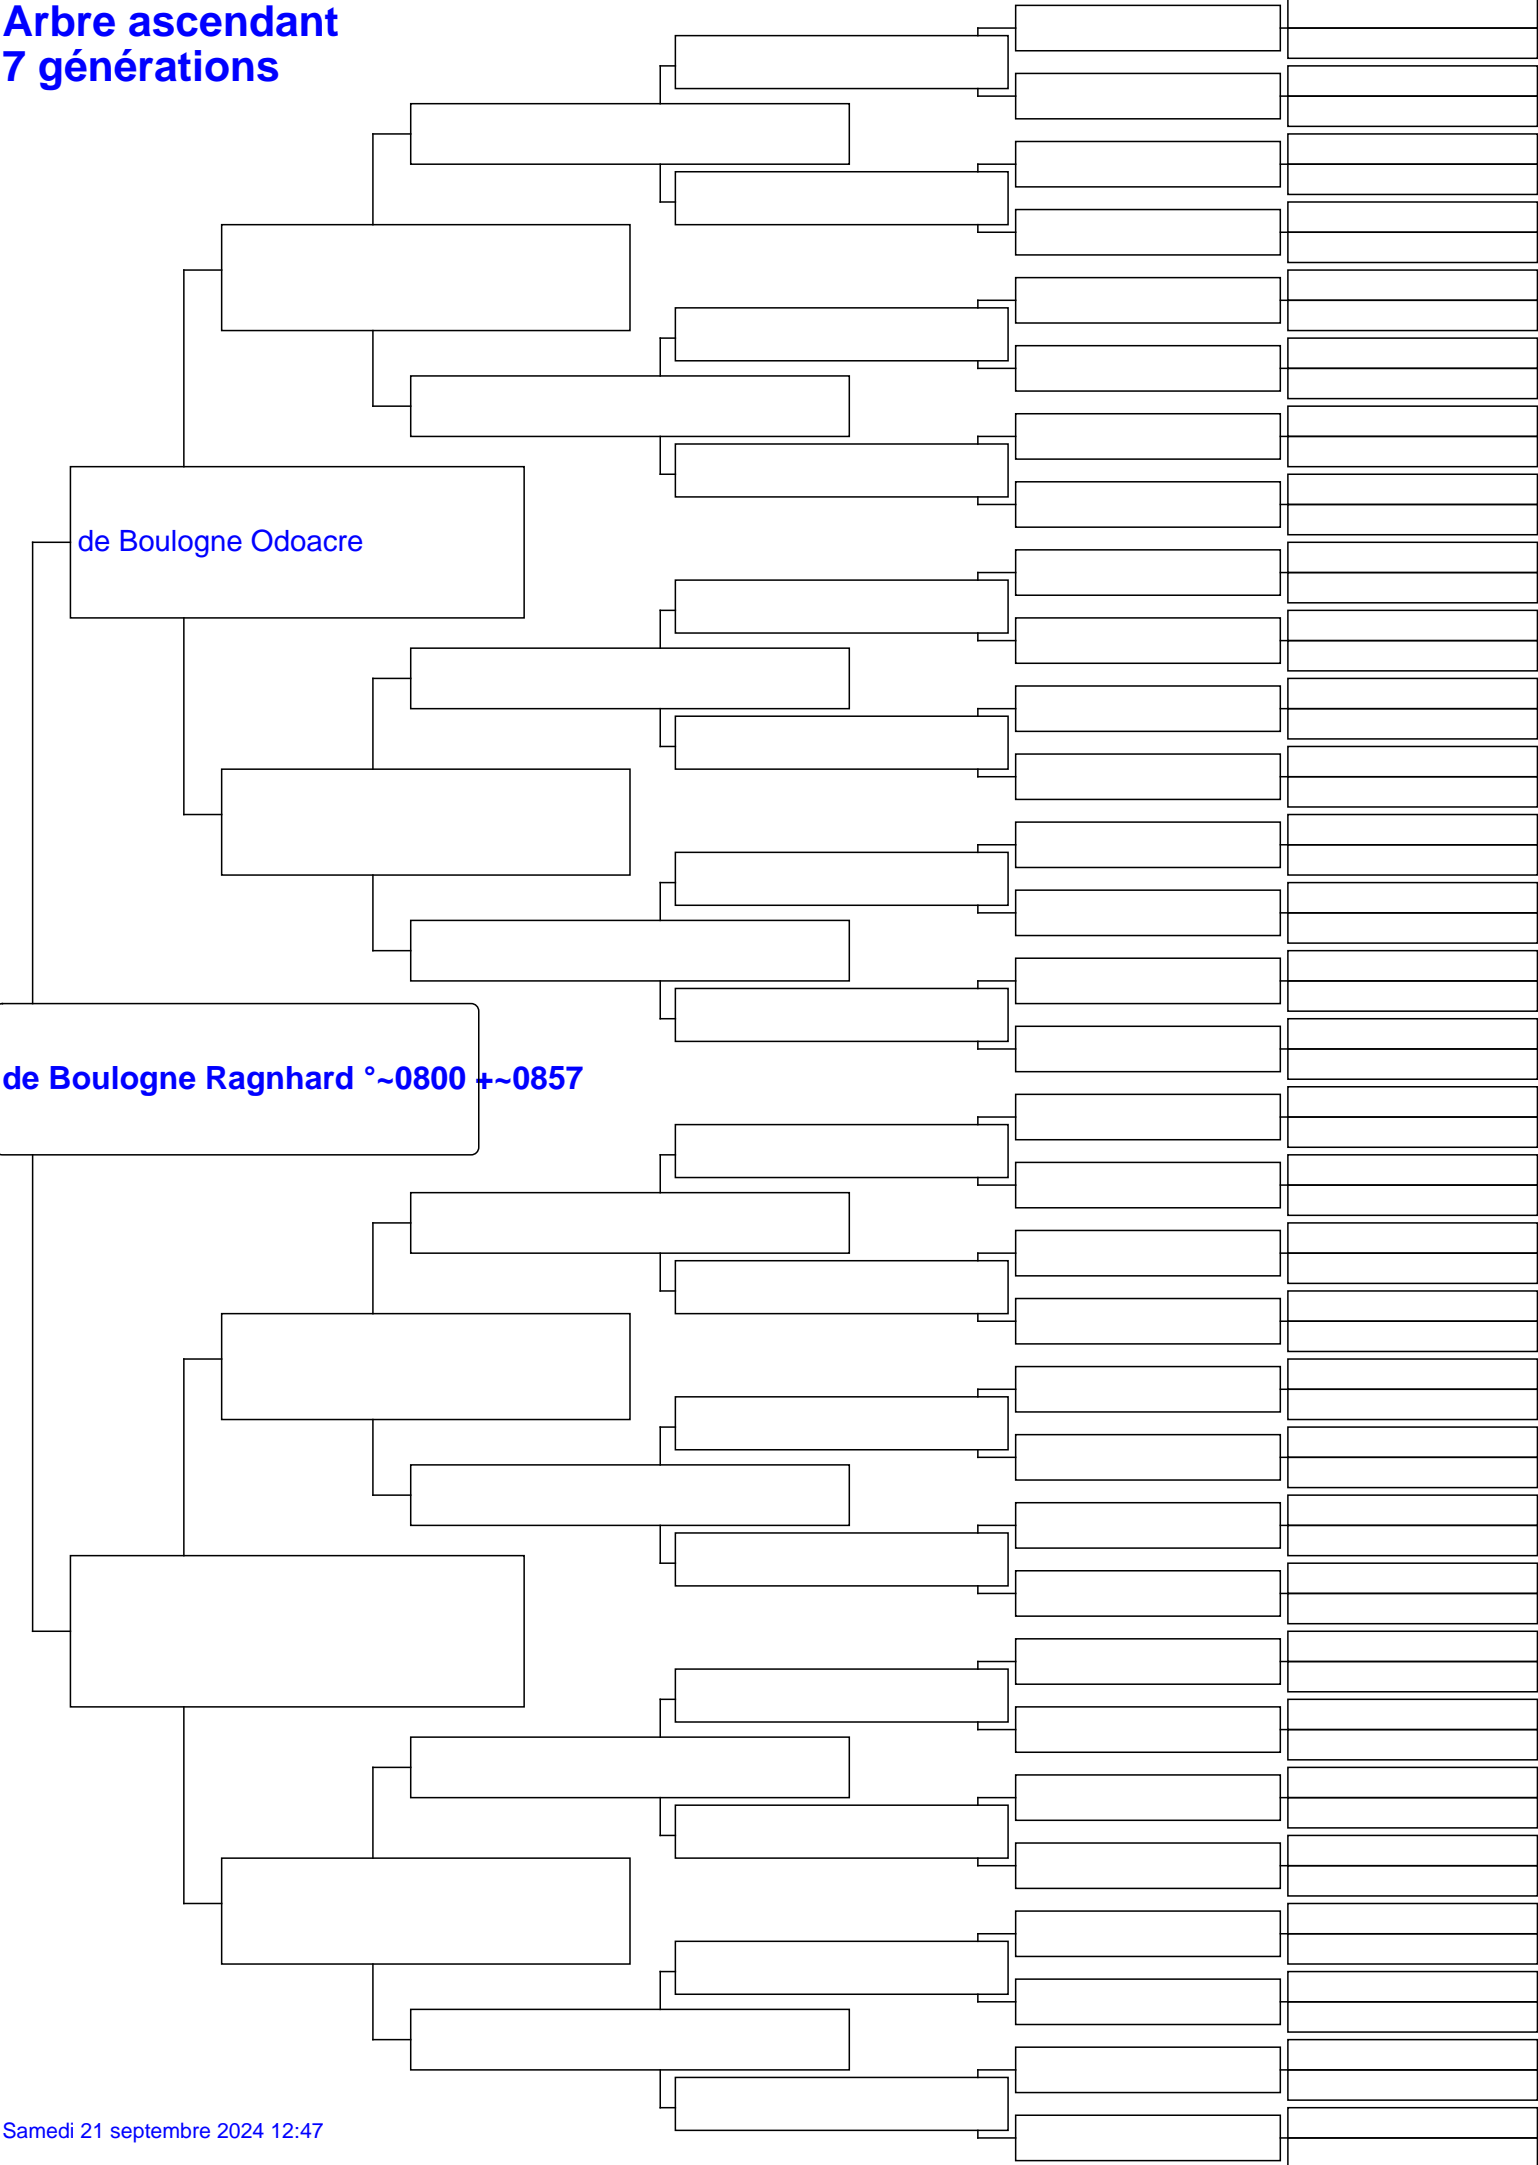 Arbre ascendant
7 générations
de Boulogne Odoacre
de Boulogne Ragnhard °~0800 +~0857
Samedi 21 septembre 2024 12:47